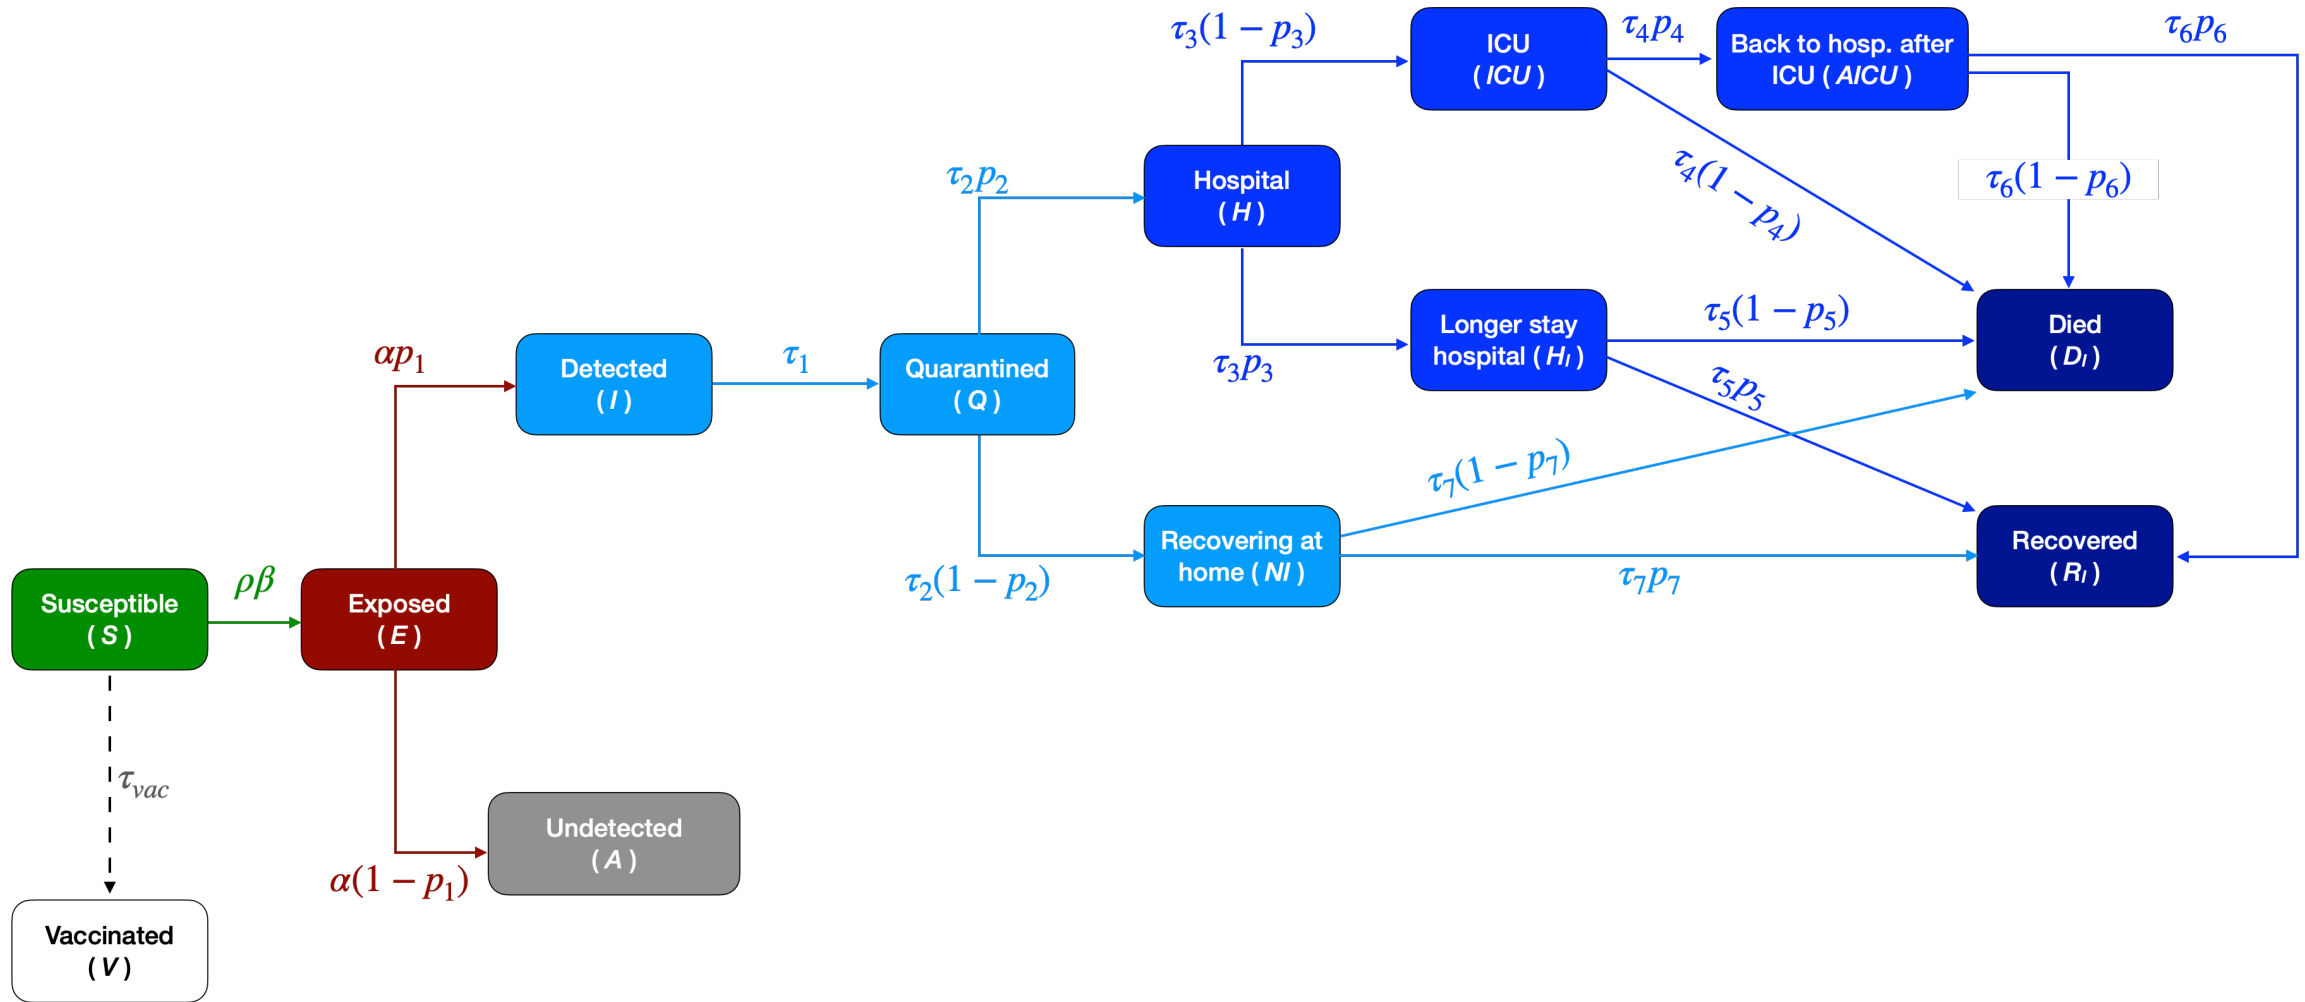 τ₃(1 − p₃)
ICU
( ICU )
τ₄p₄
Back to hosp. after
ICU ( AICU )
τ₆p₆
τ₂p₂
Hospital
( H )
τ₄(1 − p₄)
τ₆(1 − p₆)
αp₁
Detected
( I )
τ₁
Quarantined
( Q )
τ₃p₃
Longer stay
hospital ( Hₗ )
τ₅(1 − p₅)
Died
( Dₗ )
τ₅p₅
τ₇(1 − p₇)
τ₂(1 − p₂)
Recovering at
home ( NI )
τ₇p₇
Recovered
( Rₗ )
Susceptible
( S )
ρβ
Exposed
( E )
τvac
Undetected
( A )
α(1 − p₁)
Vaccinated
( V )